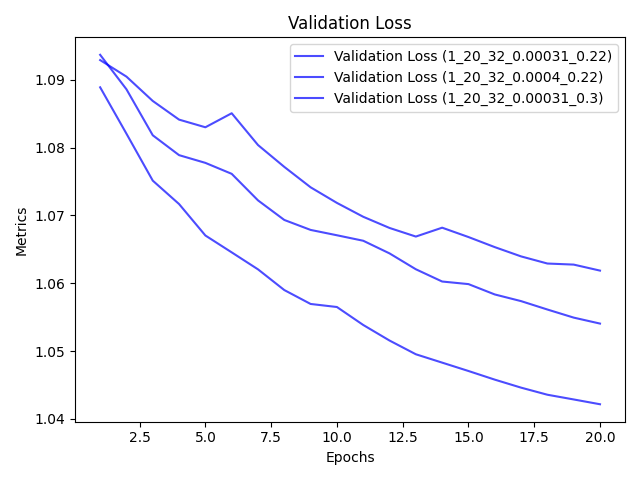 Validation Loss
Validation Loss (1_20_32_0.00031_0.22)
Validation Loss (1_20_32_0.0004_0.22)
Validation Loss (1_20_32_0.00031_0.3)
Metrics
1.09
1.08
1.07
1.06
1.05
1.04
2.5 5.0 7.5 10.0 12.5 15.0 17.5 20.0
Epochs